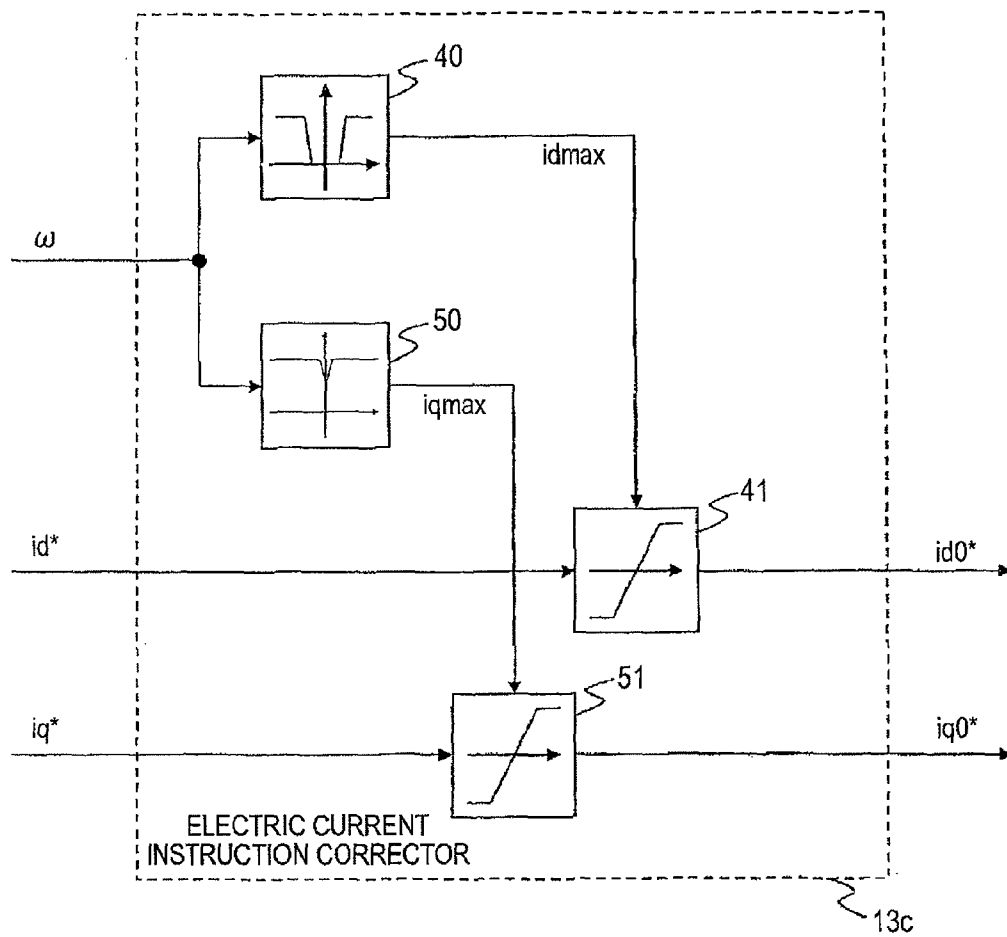 40
idmax
ω
50
iqmax
41
id*
id0*
51
iq*
iq0*
ELECTRIC CURRENT
INSTRUCTION CORRECTOR
13c